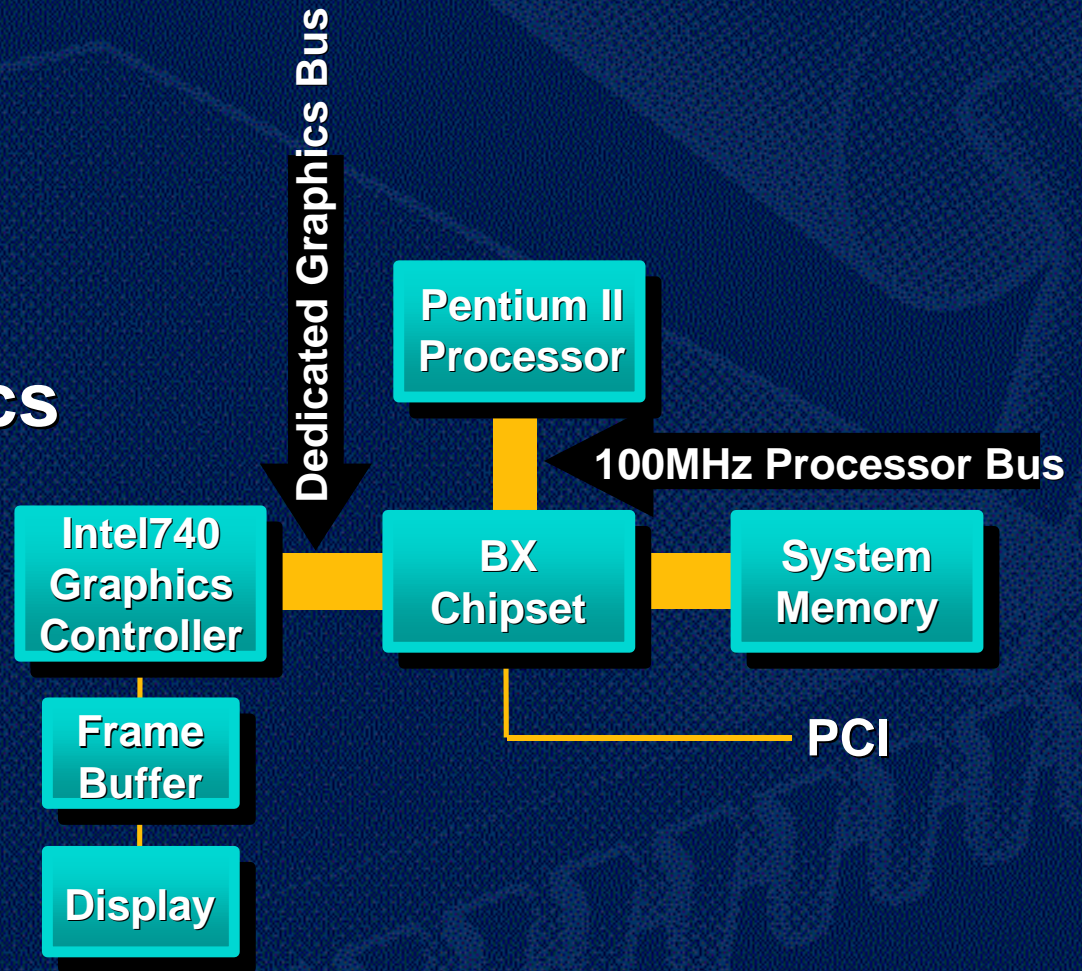 Dedicated Graphics Bus
Pentium II
Processor
cs
100MHz Processor Bus
Intel740
Graphics
Controller
BX
Chipset
System
Memory
Frame
Buffer
PCI
Display